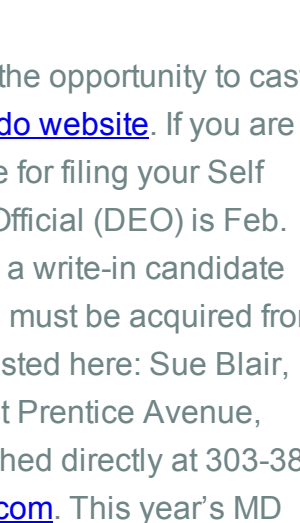 the opportunity to cast
do website. If you are
e for filing your Self
Official (DEO) is Feb.
a write-in candidate
must be acquired from
sted here: Sue Blair,
t Prentice Avenue,
hed directly at 303-38
com. This year's MD